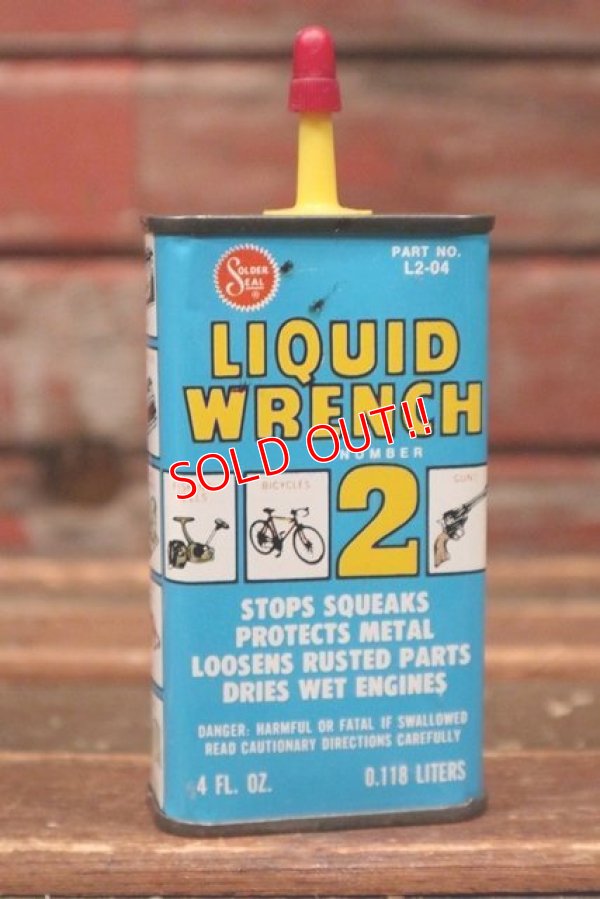 SOLDER
SEAL
®
PART NO.
L2-04
LIQUID
WRENCH
SOLD OUT!!
NUMBER
BICYCLES
2
STOPS SQUEAKS
PROTECTS METAL
LOOSENS RUSTED PARTS
DRIES WET ENGINES
DANGER: HARMFUL OR FATAL IF SWALLOWED
READ CAUTIONARY DIRECTIONS CAREFULLY
4 FL. OZ.
0.118 LITERS